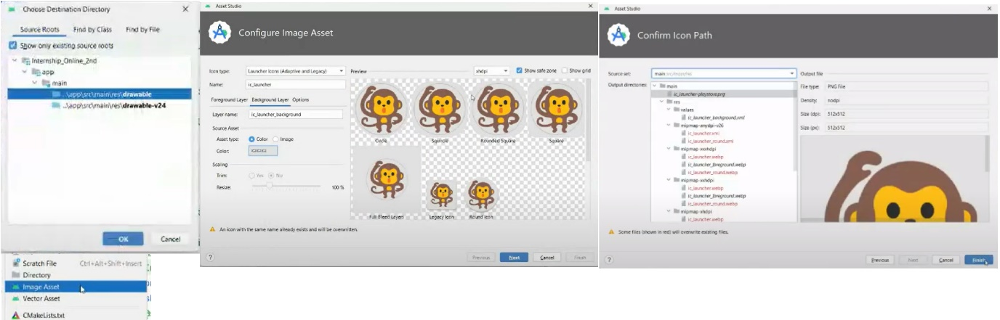 Choose Destination Directory
Source Roots Find by Class Find by File
Show only existing source roots
Internship_Online_2nd
app
main
..\app\src\main\res\drawable
..\app\src\main\res\drawable-v24
OK Cancel
Scratch File Ctrl+Alt+Shift+Insert
Directory
Image Asset
Vector Asset
CMakeLists.txt
Asset Studio
Configure Image Asset
Icon type: Launcher Icons (Adaptive and Legacy) Preview xhdpi Show safe zone Show grid
Name: ic_launcher
Foreground Layer Background Layer Options
Layer name: ic_launcher_background
Source Asset
Asset type: Color Image
Color:
Scaling
Trim: Yes No
Resize: 100 %
Circle Squircle Rounded Square Square
Full Bleed Layers Legacy Icon Round Icon
An icon with the same name already exists and will be overwritten.
? Previous Next Cancel Finish
Asset Studio
Confirm Icon Path
Source set: main src/main/res
Output directories:
main
ic_launcher-playstore.png
res
values
ic_launcher_background.xml
mipmap-anydpi-v26
ic_launcher.xml
ic_launcher_round.xml
mipmap-xxxhdpi
ic_launcher.webp
ic_launcher_foreground.webp
ic_launcher_round.webp
mipmap-xxhdpi
ic_launcher.webp
ic_launcher_foreground.webp
ic_launcher_round.webp
mipmap-xhdpi
ic_launcher.webp
Output file
File type: PNG File
Density: nodpi
Size (dp): 512x512
Size (px): 512x512
Some files (shown in red) will overwrite existing files.
? Previous Next Cancel Finish